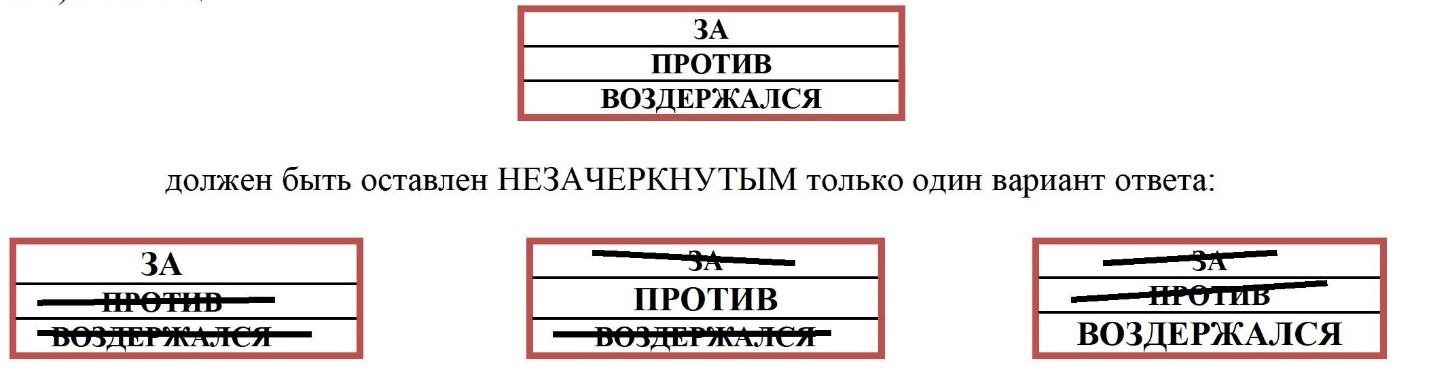 ЗА
ПРОТИВ
ВОЗДЕРЖАЛСЯ
должен быть оставлен НЕЗАЧЕРКНУТЫМ только один вариант ответа:
ЗА
ПРОТИВ
ВОЗДЕРЖАЛСЯ
ЗА
ПРОТИВ
ВОЗДЕРЖАЛСЯ
ЗА
ПРОТИВ
ВОЗДЕРЖАЛСЯ